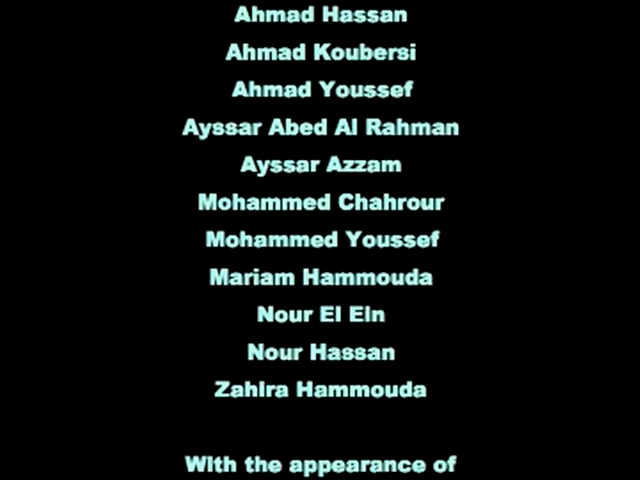 Ahmad Hassan
Ahmad Koubersi
Ahmad Youssef
Ayssar Abed Al Rahman
Ayssar Azzam
Mohammed Chahrour
Mohammed Youssef
Mariam Hammouda
Nour El Ein
Nour Hassan
Zahira Hammouda
With the appearance of